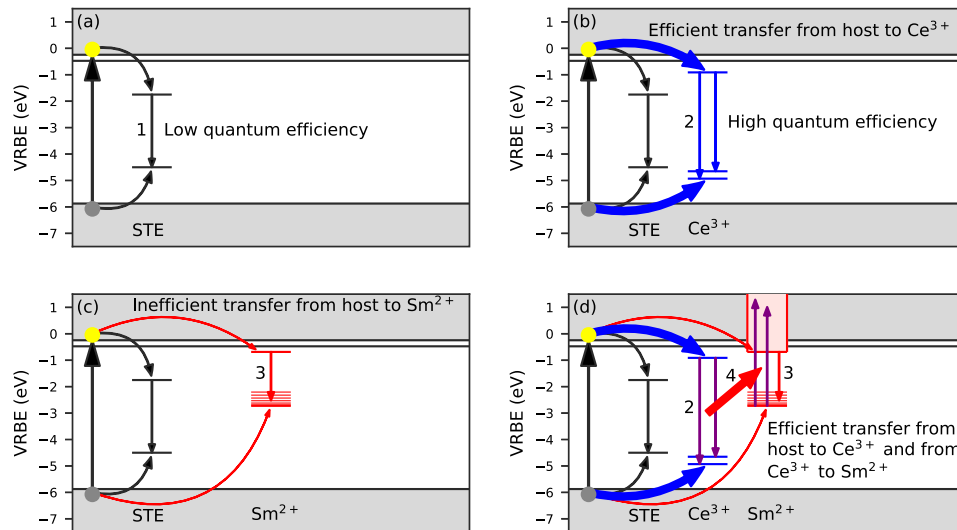 (a)
1
0
−1
−2
−3
−4
−5
−6
−7
VRBE (eV)
1
Low quantum efficiency
STE
(b)
Efficient transfer from host to Ce³⁺
1
0
−1
−2
−3
−4
−5
−6
−7
VRBE (eV)
2
High quantum efficiency
STE
Ce³⁺
(c)
Inefficient transfer from host to Sm²⁺
1
0
−1
−2
−3
−4
−5
−6
−7
VRBE (eV)
3
STE
Sm²⁺
(d)
1
0
−1
−2
−3
−4
−5
−6
−7
VRBE (eV)
4
3
2
Efficient transfer from
host to Ce³⁺ and from
Ce³⁺ to Sm²⁺
STE
Ce³⁺
Sm²⁺